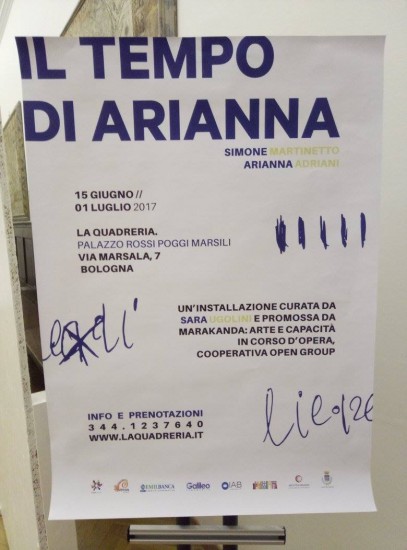 IL TEMPO
DI ARIANNA
SIMONE MARTINETTO
ARIANNA ADRIANI
15 GIUGNO//
01 LUGLIO 2017
LA QUADRERIA.
PALAZZO ROSSI POGGI MARSILI
VIA MARSALA, 7
BOLOGNA
UN'INSTALLAZIONE CURATA DA
SARA UGOLINI E PROMOSSA DA
MARAKANDA: ARTE E CAPACITÀ
IN CORSO D'OPERA,
COOPERATIVA OPEN GROUP
INFO E PRENOTAZIONI
344.1237640
WWW.LAQUADRERIA.IT
EMILBANCA
Galileo
IAB